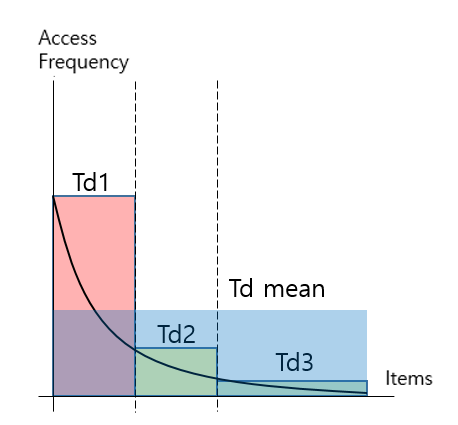 Access
Frequency
Td1
Td mean
Td2
Td3
Items